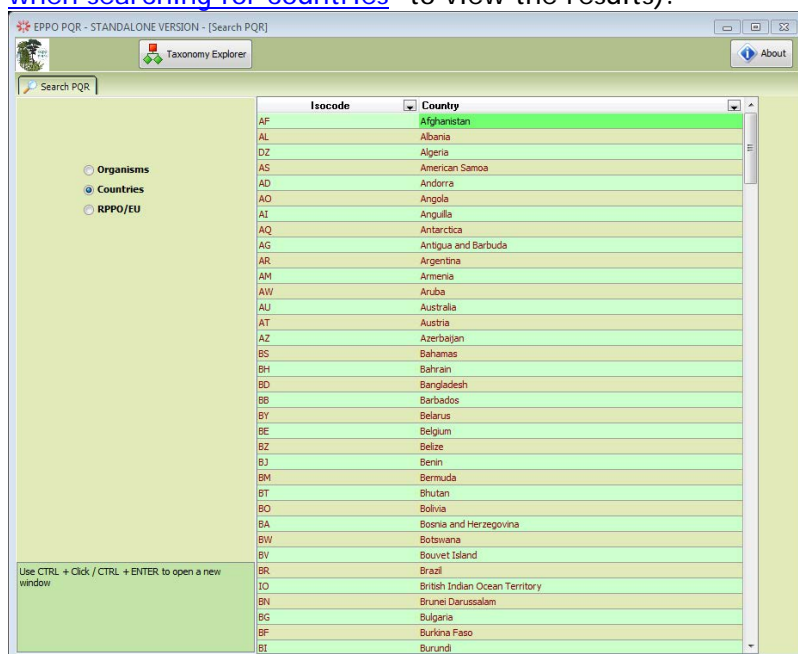 when searching for countries" to view the results).
EPPO PQR - STANDALONE VERSION - [Search PQR]
Taxonomy Explorer
About
Search PQR
Isocode Country
AF Afghanistan
AL Albania
DZ Algeria
AS American Samoa
AD Andorra
AO Angola
AI Anguilla
AQ Antarctica
AG Antigua and Barbuda
AR Argentina
AM Armenia
AW Aruba
AU Australia
AT Austria
AZ Azerbaijan
BS Bahamas
BH Bahrain
BD Bangladesh
BB Barbados
BY Belarus
BE Belgium
BZ Belize
BJ Benin
BM Bermuda
BT Bhutan
BO Bolivia
BA Bosnia and Herzegovina
BW Botswana
BV Bouvet Island
BR Brazil
IO British Indian Ocean Territory
BN Brunei Darussalam
BG Bulgaria
BF Burkina Faso
BI Burundi
Organisms
Countries
RPPO/EU
Use CTRL + Click / CTRL + ENTER to open a new
window